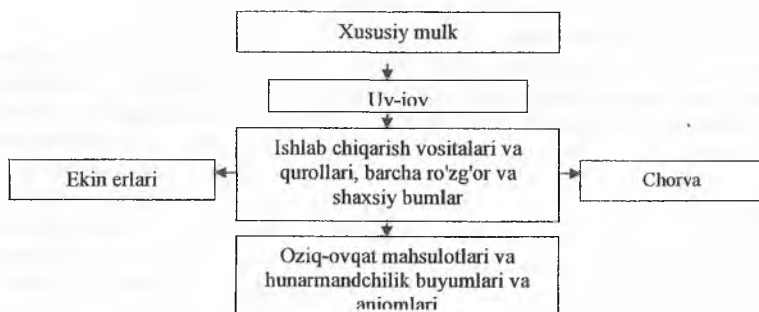 Xususiy mulk
Uy-joy
Ishlab chiqarish vositalari va
qurollari, barcha ro'zg'or va
shaxsiy bumlar
Ekin erlari
Chorva
Oziq-ovqat mahsulotlari va
hunarmandchilik buyumlari va
anjomlari